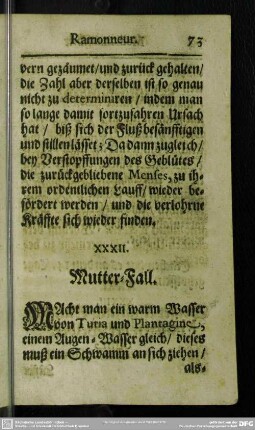 Ramonneur. 73
dern gezäumet/und zurück gehalten/
die Zahl aber derselben ist so genau
nicht zu determiniren / indem man
so lange damit fortzufahren Ursach
hat / biß sich der Fluß besänfftigen
und stillen lässet; Da dann zugleich/
bey Verstopffungen des Geblütes/
die zurückgebliebene Menses, zu ih-
rem ordentlichen Lauff/ wieder be-
fördert werden / und die verlohrne
Kräffte sich wieder finden.
XXXII.
Mutter-Fall.
MAcht man ein warm Wasser
von Tutia und Plantagine,
einem Augen-Wasser gleich/ dieses
muß ein Schwamm an sich ziehen/
als-